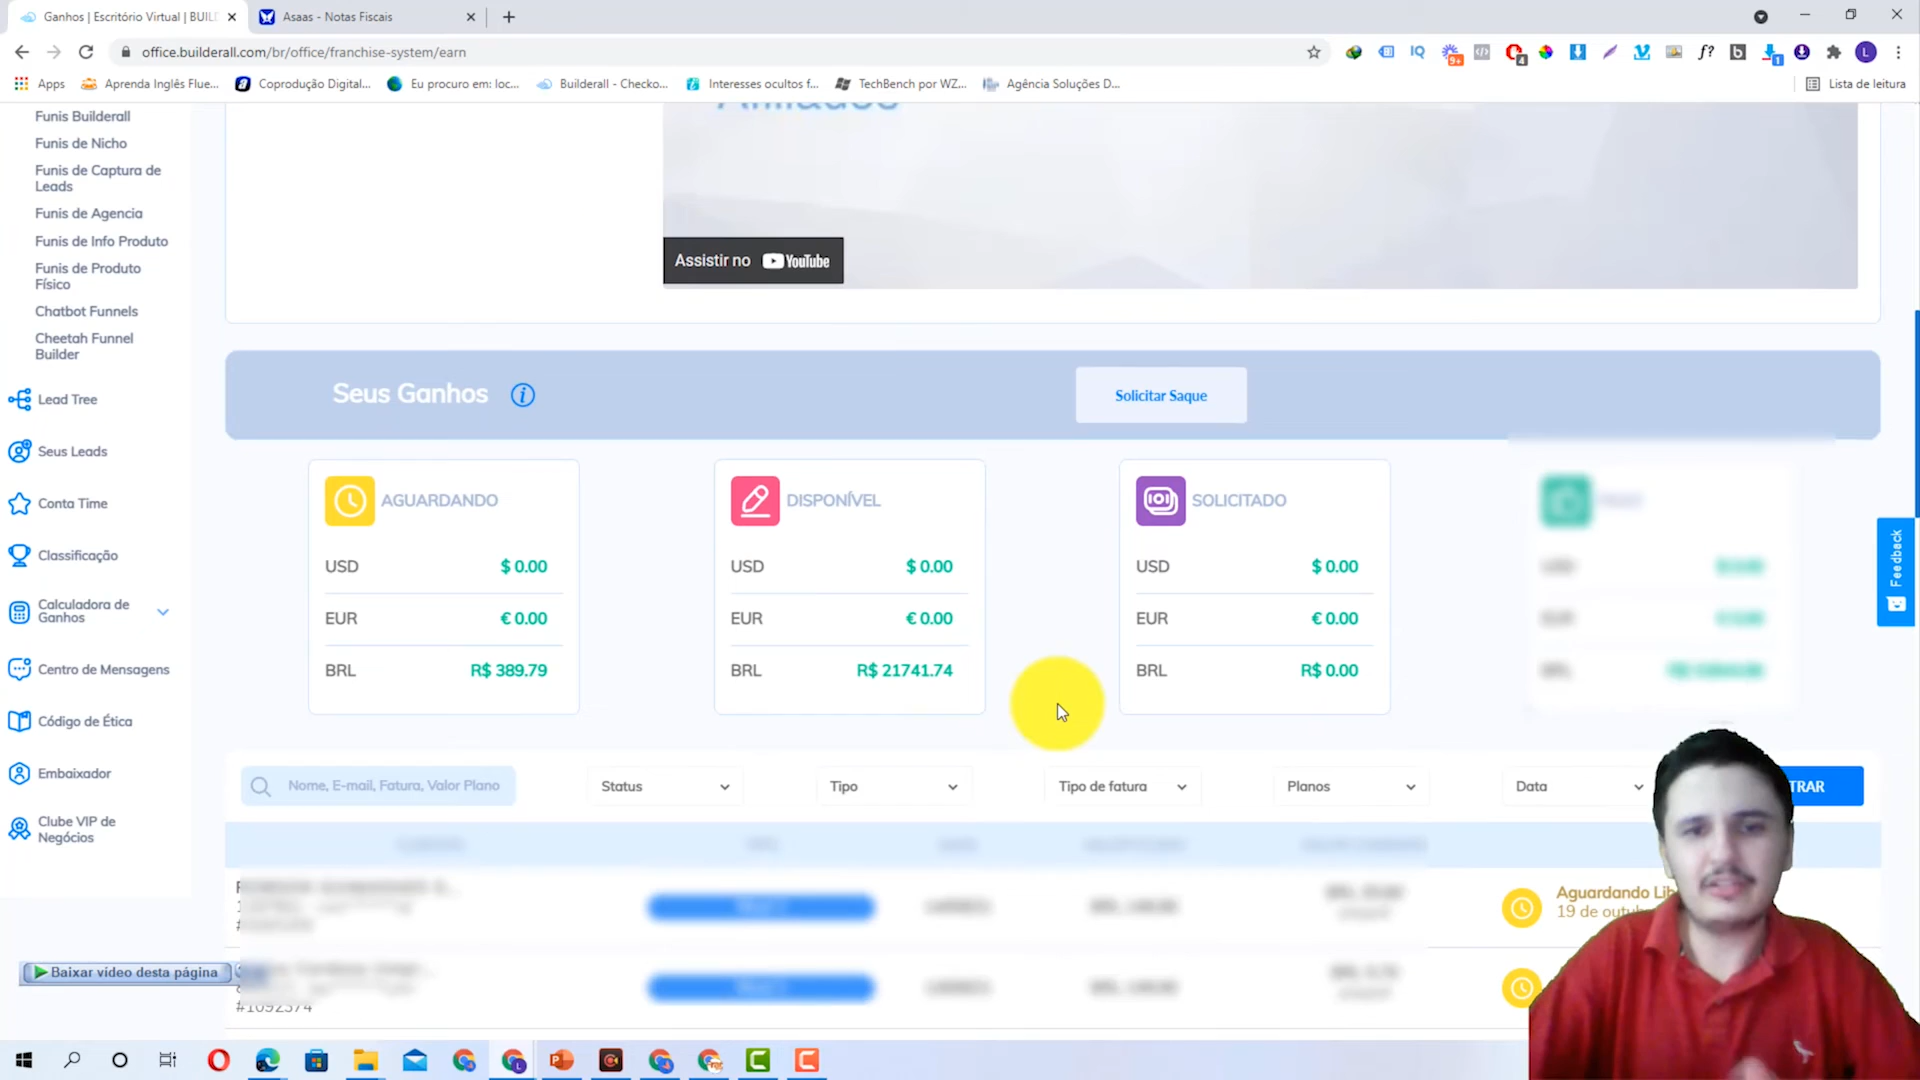 Ganhos | Escritório Virtual | BUIL
Asaas - Notas Fiscais
office.builderall.com/br/office/franchise-system/earn
Apps
Aprenda Inglês Flue...
Coprodução Digital...
Eu procuro em: loc...
Builderall - Checko...
Interesses ocultos f...
TechBench por WZ...
Agência Soluções D...
Lista de leitura
Funis Builderall
Funis de Nicho
Funis de Captura de
Leads
Funis de Agencia
Funis de Info Produto
Funis de Produto
Físico
Chatbot Funnels
Cheetah Funnel
Builder
Lead Tree
Seus Leads
Conta Time
Classificação
Calculadora de
Ganhos
Centro de Mensagens
Código de Ética
Embaixador
Clube VIP de
Negócios
Baixar vídeo desta página
Afiliados
Assistir no YouTube
Seus Ganhos
Solicitar Saque
AGUARDANDO
USD $ 0.00
EUR € 0.00
BRL R$ 389.79
DISPONÍVEL
USD $ 0.00
EUR € 0.00
BRL R$ 21741.74
SOLICITADO
USD $ 0.00
EUR € 0.00
BRL R$ 0.00
Feedback
Nome, E-mail, Fatura, Valor Plano
Status
Tipo
Tipo de fatura
Planos
Data
TRAR
Aguardando Lib
19 de outu
#1092374